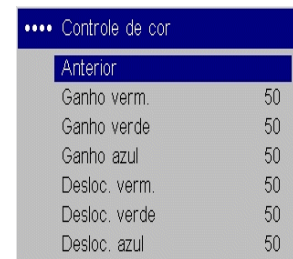 Controle de cor
Anterior
Ganho verm. 50
Ganho verde 50
Ganho azul 50
Desloc. verm. 50
Desloc. verde 50
Desloc. azul 50